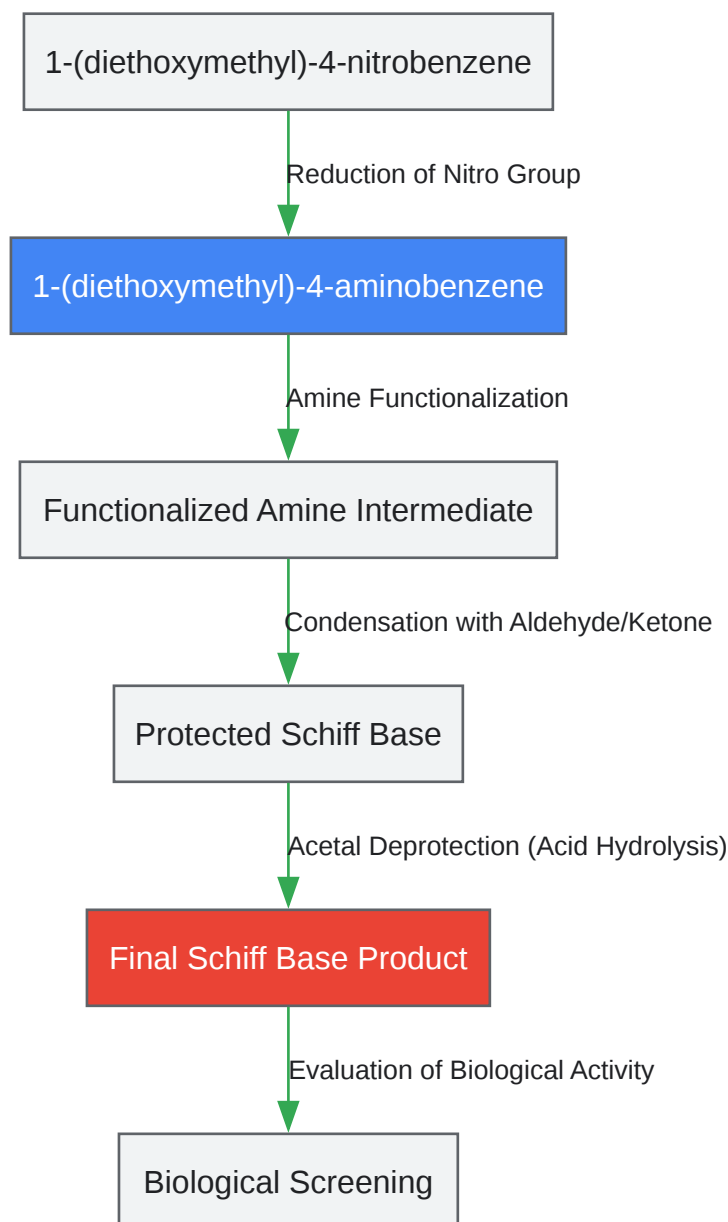 1-(diethoxymethyl)-4-nitrobenzene
Reduction of Nitro Group
1-(diethoxymethyl)-4-aminobenzene
Amine Functionalization
Functionalized Amine Intermediate
Condensation with Aldehyde/Ketone
Protected Schiff Base
Acetal Deprotection (Acid Hydrolysis)
Final Schiff Base Product
Evaluation of Biological Activity
Biological Screening